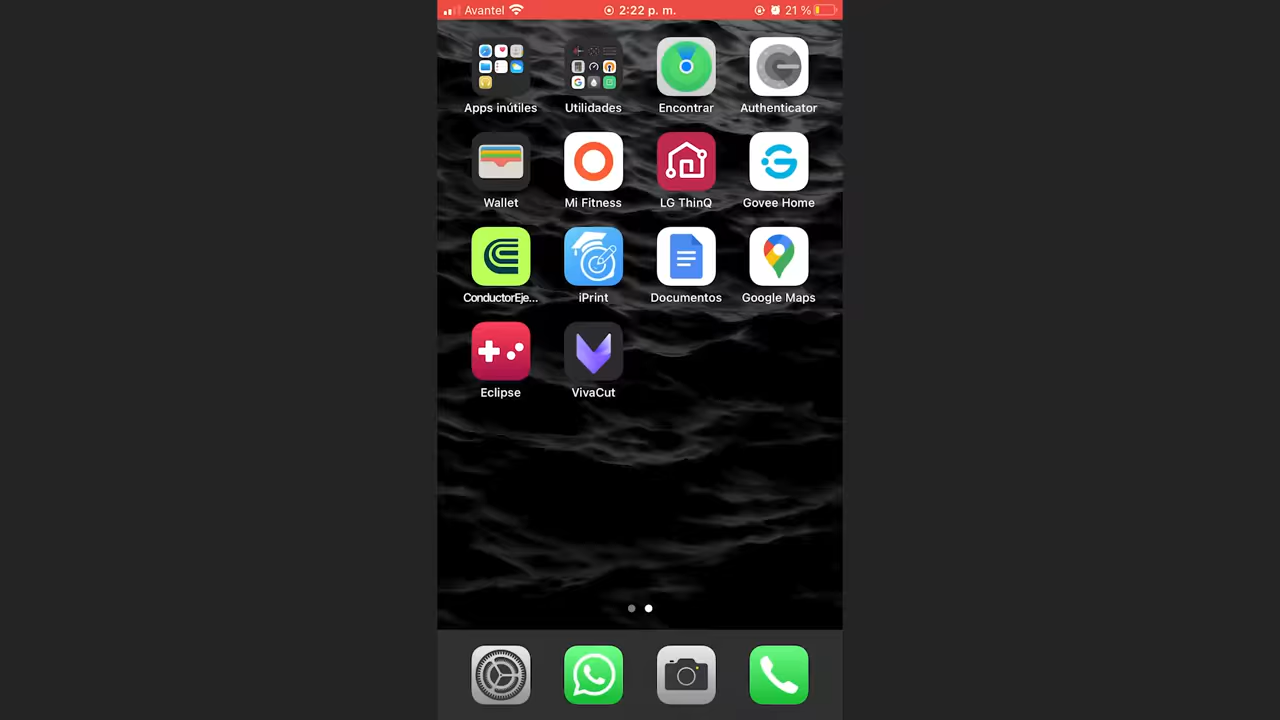 Avantel 2:22 p. m. 21 %
Apps inútiles Utilidades Encontrar Authenticator
Wallet Mi Fitness LG ThinQ Govee Home
ConductorEje... iPrint Documentos Google Maps
Eclipse VivaCut